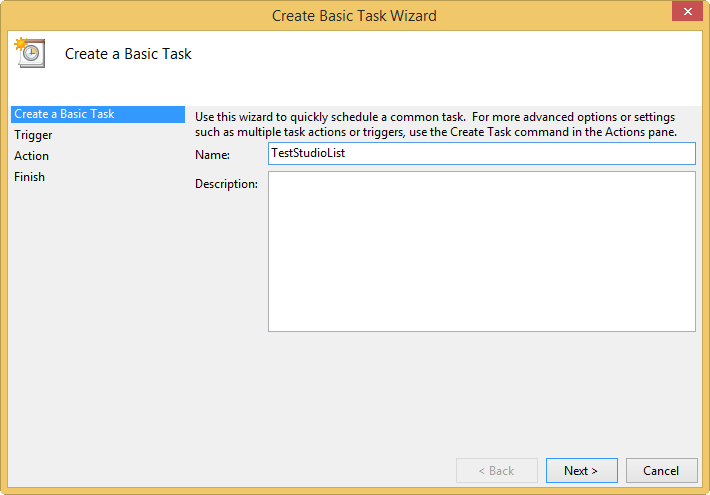 Create Basic Task Wizard
Create a Basic Task
Create a Basic Task
Trigger
Action
Finish
Use this wizard to quickly schedule a common task.  For more advanced options or settings
such as multiple task actions or triggers, use the Create Task command in the Actions pane.
Name: TestStudioList
Description:
< Back Next > Cancel